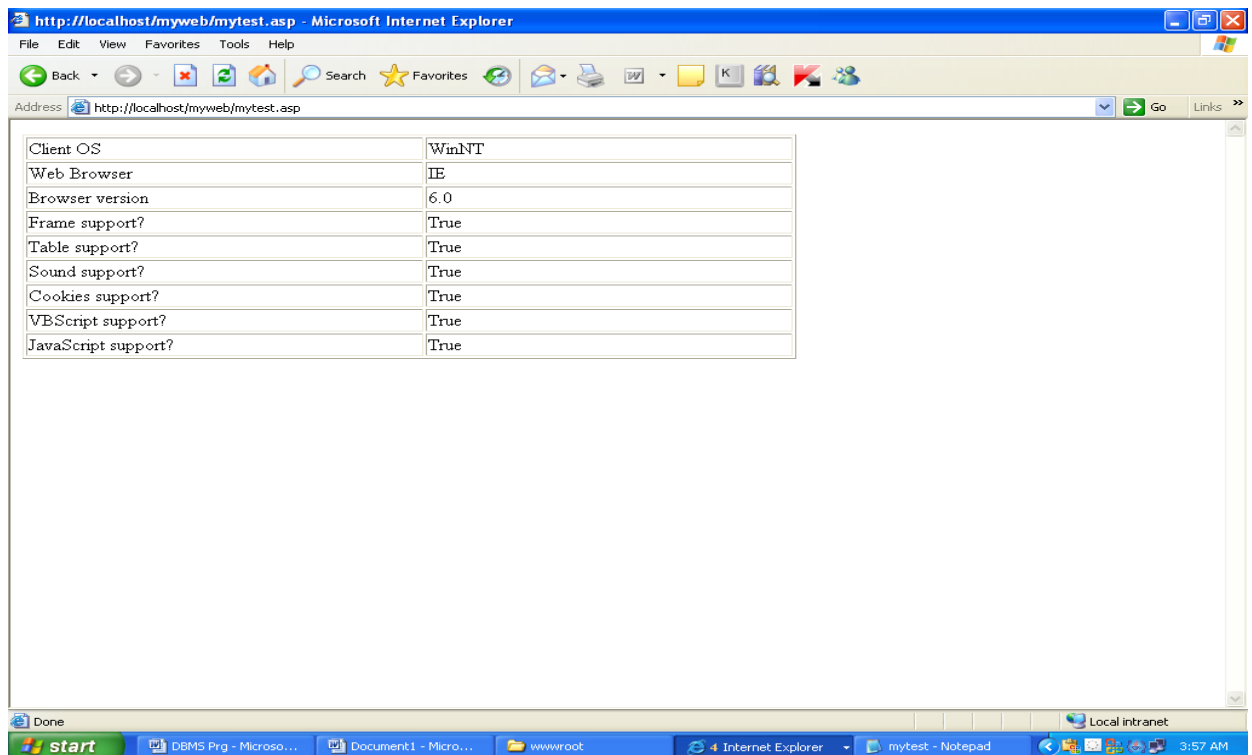 http://localhost/myweb/mytest.asp - Microsoft Internet Explorer
File Edit View Favorites Tools Help
Back Search Favorites
Address http://localhost/myweb/mytest.asp Go Links »
Client OS WinNT
Web Browser IE
Browser version 6.0
Frame support? True
Table support? True
Sound support? True
Cookies support? True
VBScript support? True
JavaScript support? True
Done Local intranet
start DBMS Prg - Microso... Document1 - Micro... wwwroot 4 Internet Explorer mytest - Notepad 3:57 AM